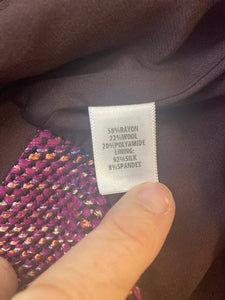 58%RAYON
22%WOOL
20%POLYAMIDE
LINING:
92%SILK
8%SPANDEX